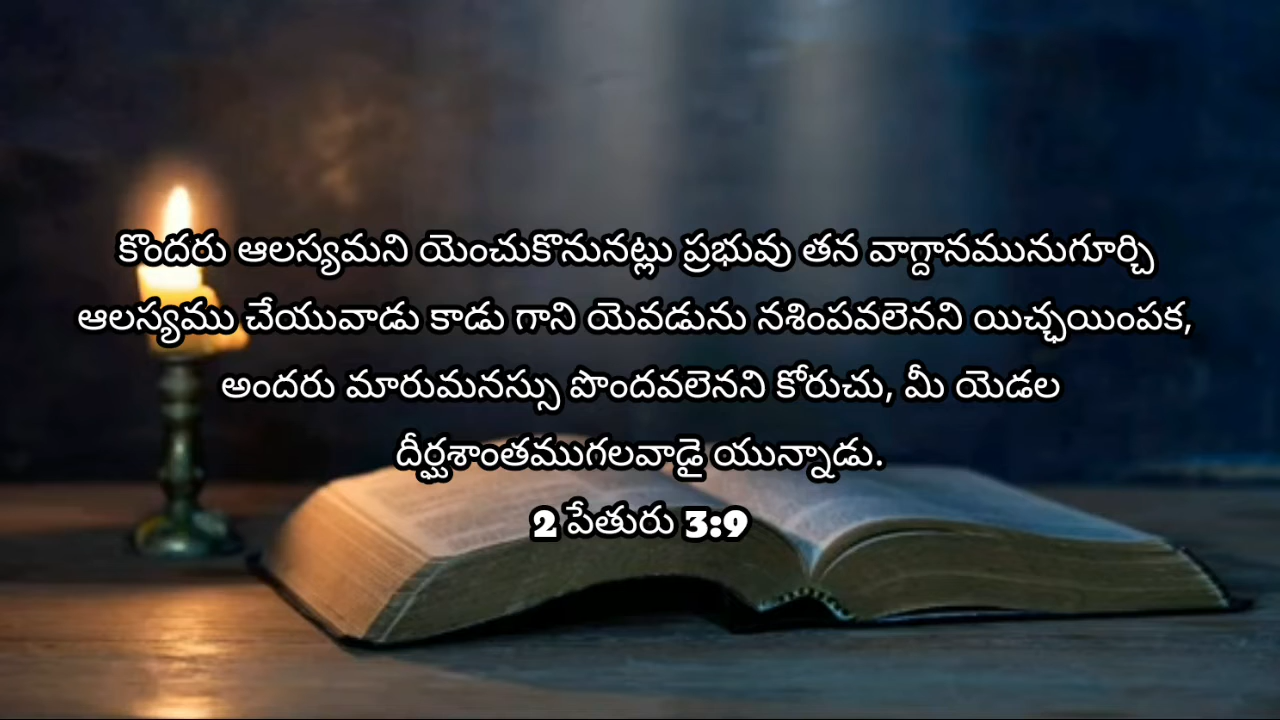 కొందరు ఆలస్యమని యెంచుకొనునట్లు ప్రభువు తన వాగ్దానమునుగూర్చి
ఆలస్యము చేయువాడు కాడు గాని యెవడును నశింపవలెనని యిచ్ఛయింపక,
అందరు మారుమనస్సు పొందవలెనని కోరుచు, మీ యెడల
దీర్ఘశాంతముగలవాడై యున్నాడు.
2 పేతురు 3:9